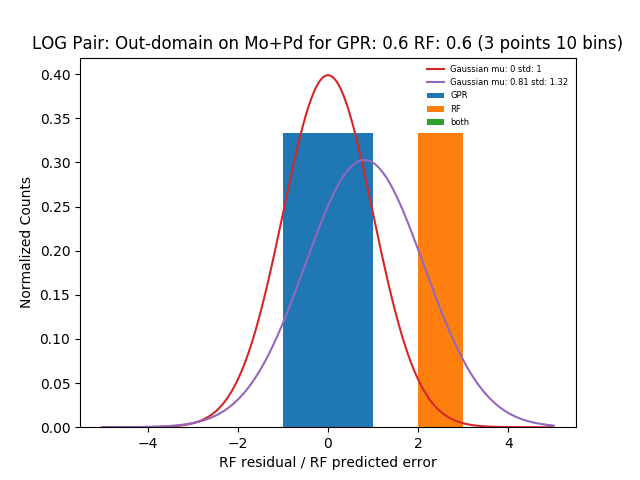 LOG Pair: Out-domain on Mo+Pd for GPR: 0.6 RF: 0.6 (3 points 10 bins)
Gaussian mu: 0 std: 1
Gaussian mu: 0.81 std: 1.32
GPR
RF
both
Normalized Counts
0.40
0.35
0.30
0.25
0.20
0.15
0.10
0.05
0.00
−4 −2 0 2 4
RF residual / RF predicted error